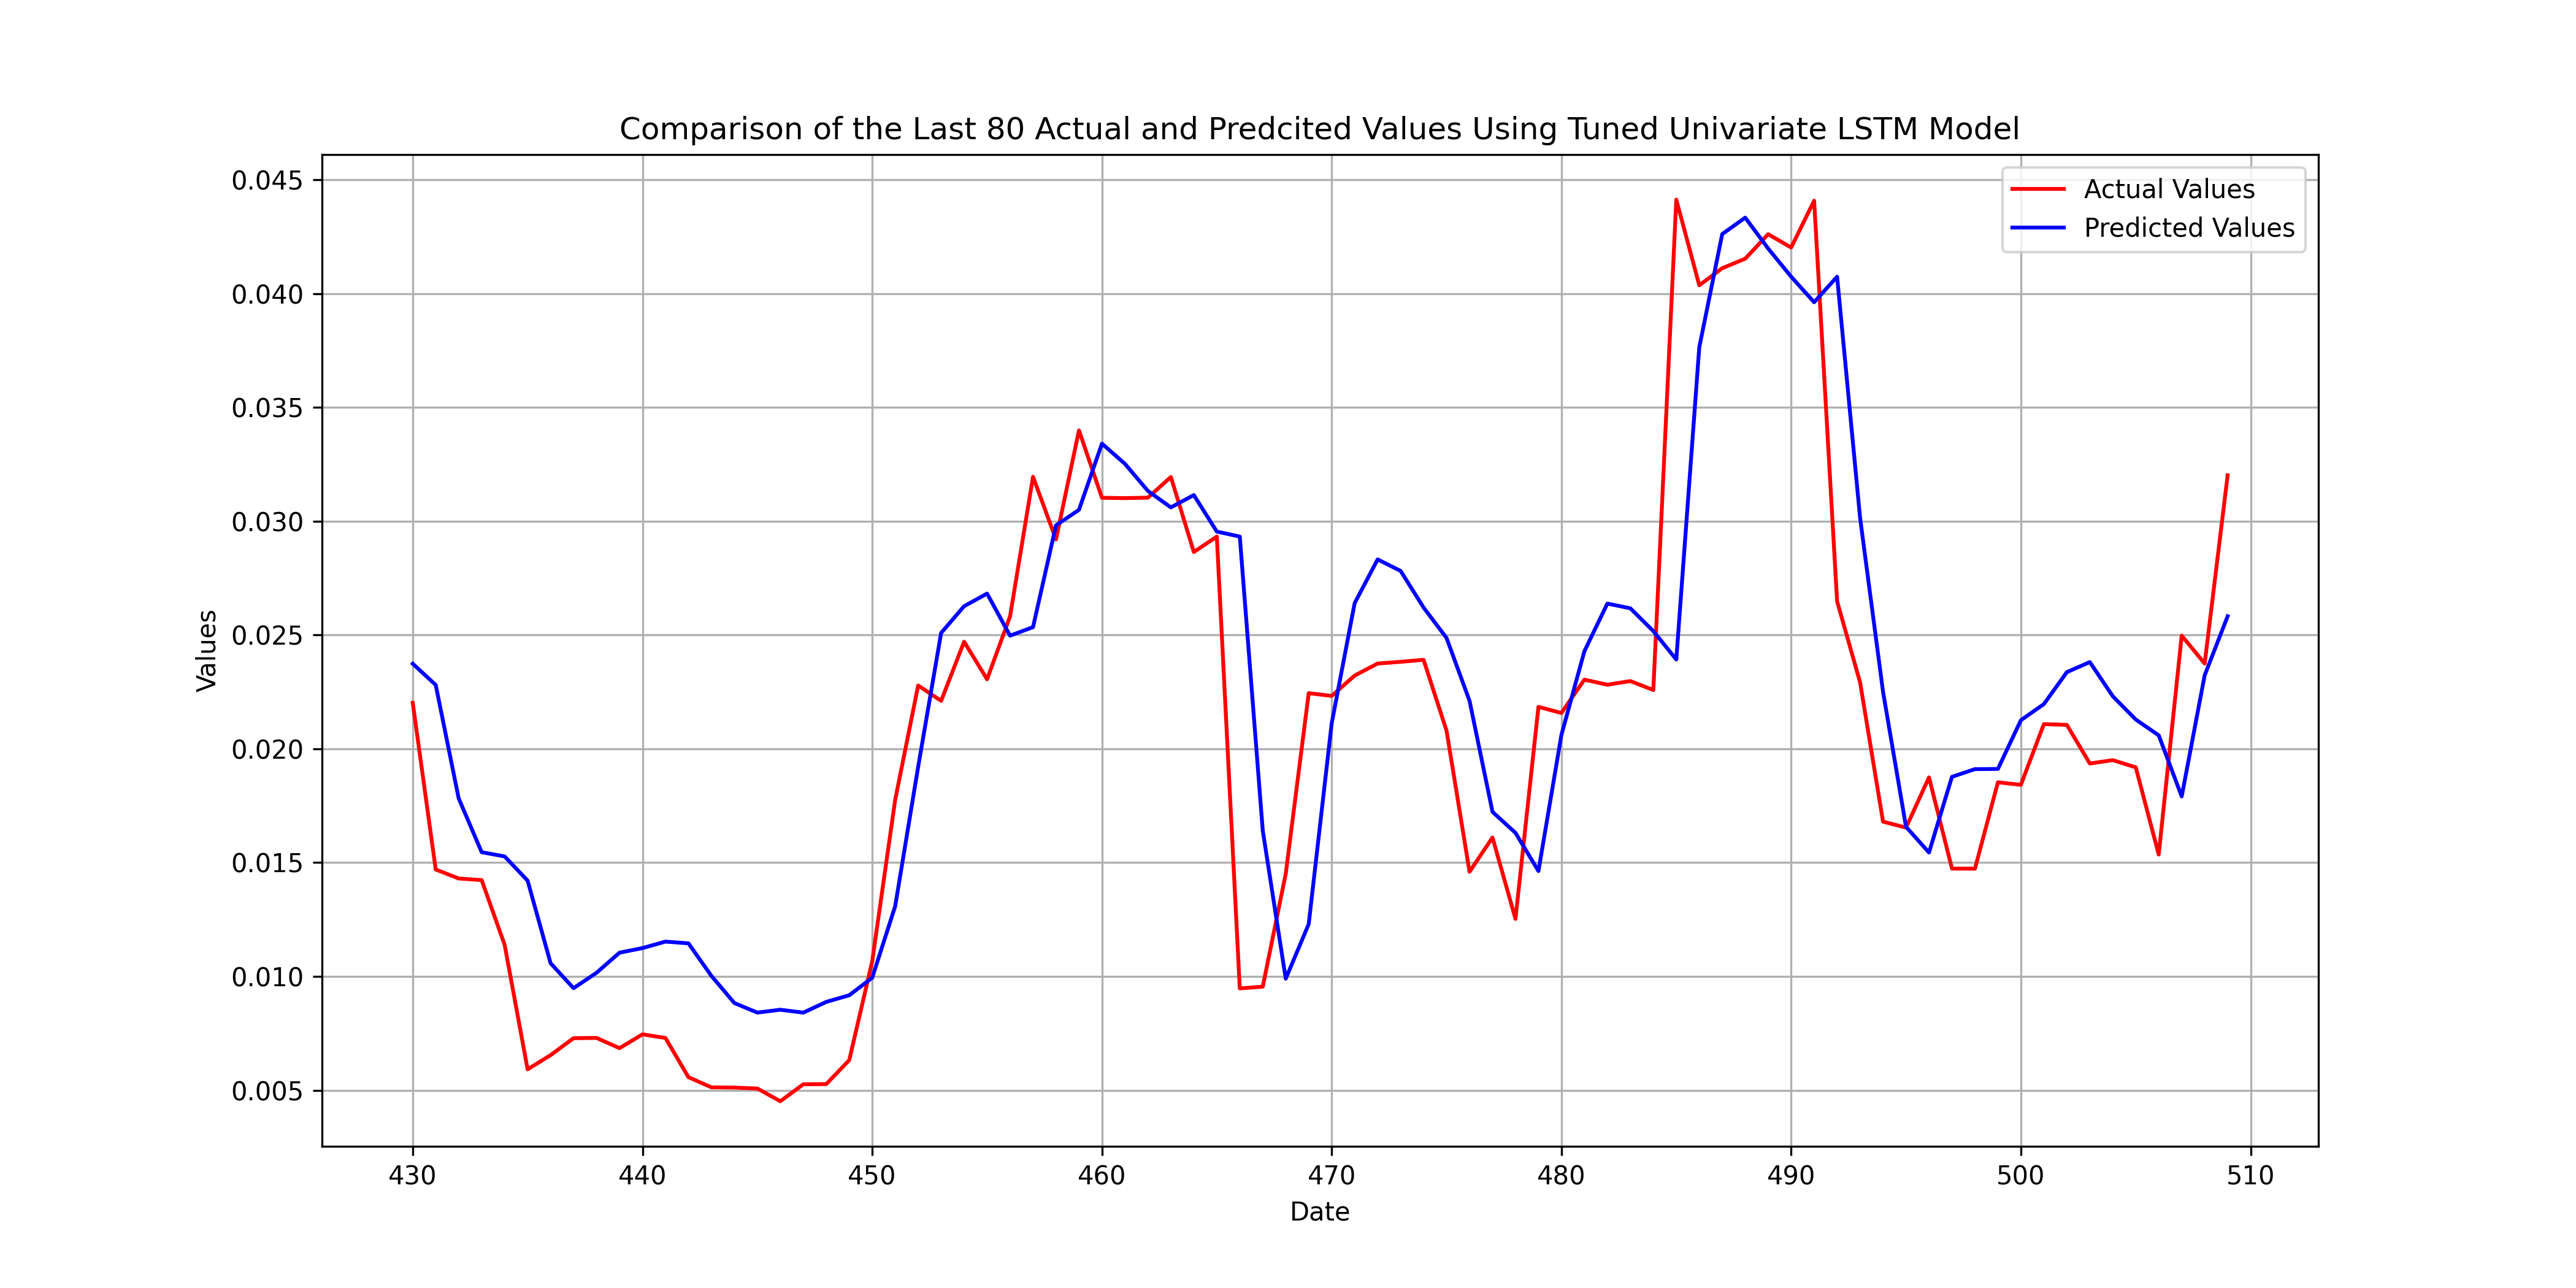 Comparison of the Last 80 Actual and Predcited Values Using Tuned Univariate LSTM Model
Actual Values
Predicted Values
0.045
0.040
0.035
0.030
0.025
0.020
0.015
0.010
0.005
Values
430 440 450 460 470 480 490 500 510
Date